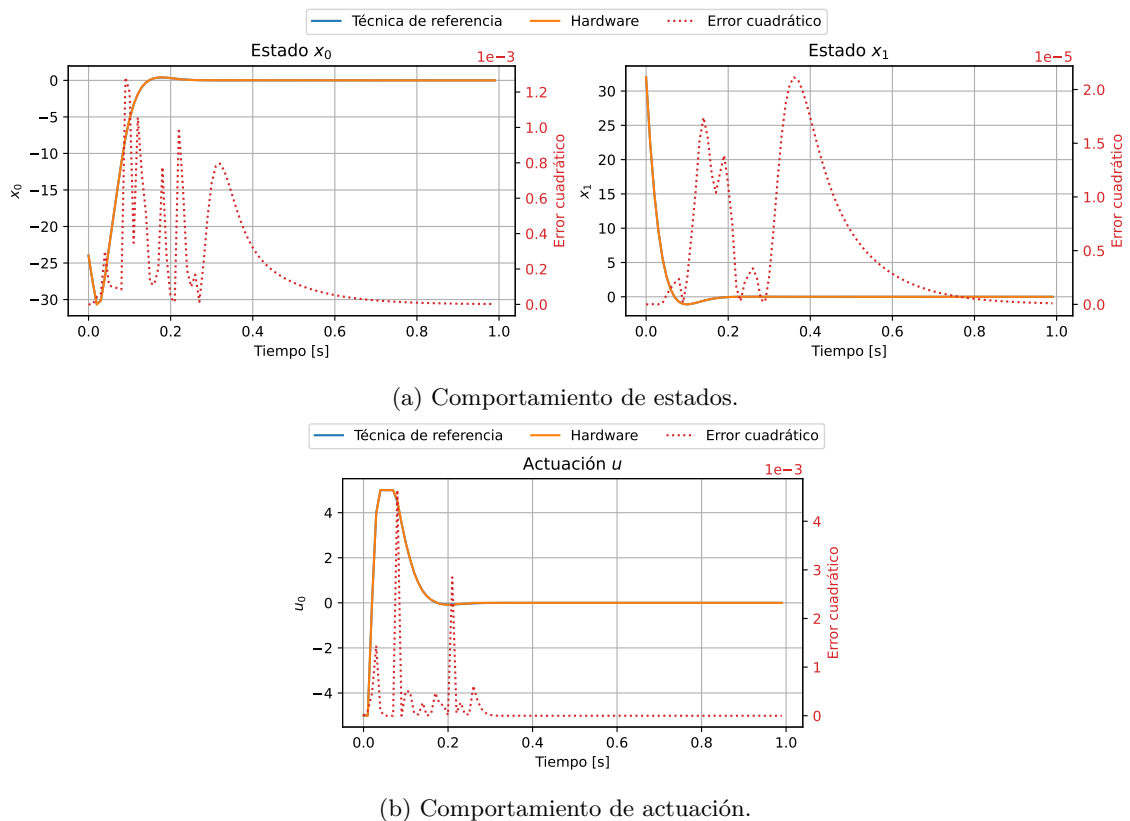 Técnica de referencia Hardware Error cuadrático
Estado x0
1e−3
0
−5
−10
−15
−20
−25
−30
x0
0.0 0.2 0.4 0.6 0.8 1.0
Tiempo [s]
1.2
1.0
0.8
0.6
0.4
0.2
0.0
Error cuadrático
Estado x1
1e−5
30
25
20
15
10
5
0
x1
0.0 0.2 0.4 0.6 0.8 1.0
Tiempo [s]
2.0
1.5
1.0
0.5
0.0
Error cuadrático
(a) Comportamiento de estados.
Técnica de referencia Hardware Error cuadrático
Actuación u
1e−3
4
2
0
−2
−4
u0
0.0 0.2 0.4 0.6 0.8 1.0
Tiempo [s]
4
3
2
1
0
Error cuadrático
(b) Comportamiento de actuación.